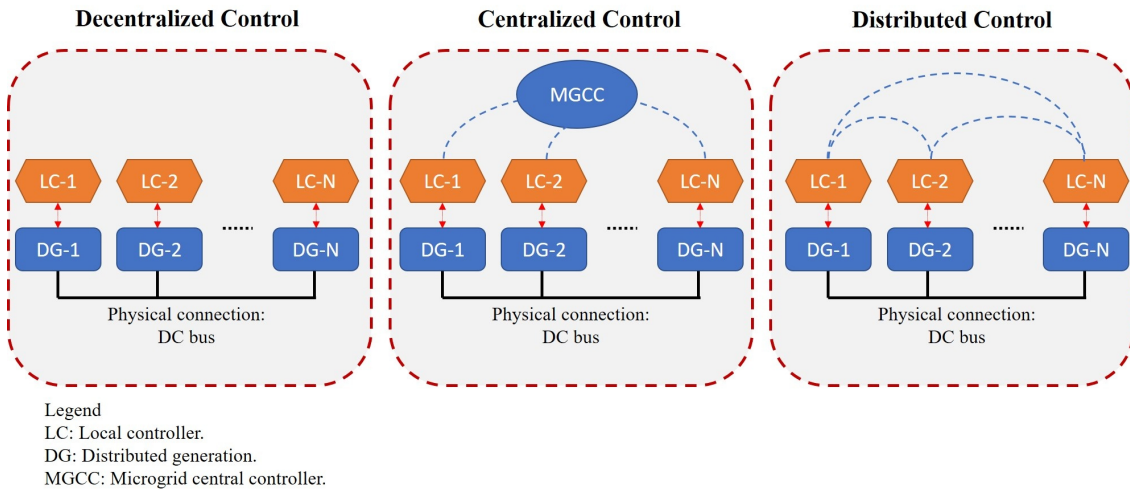 Decentralized Control
Centralized Control
Distributed Control
MGCC
LC-1
LC-2
LC-N
LC-1
LC-2
LC-N
LC-1
LC-2
LC-N
DG-1
DG-2
DG-N
DG-1
DG-2
DG-N
DG-1
DG-2
DG-N
Physical connection:
DC bus
Physical connection:
DC bus
Physical connection:
DC bus
Legend
LC: Local controller.
DG: Distributed generation.
MGCC: Microgrid central controller.